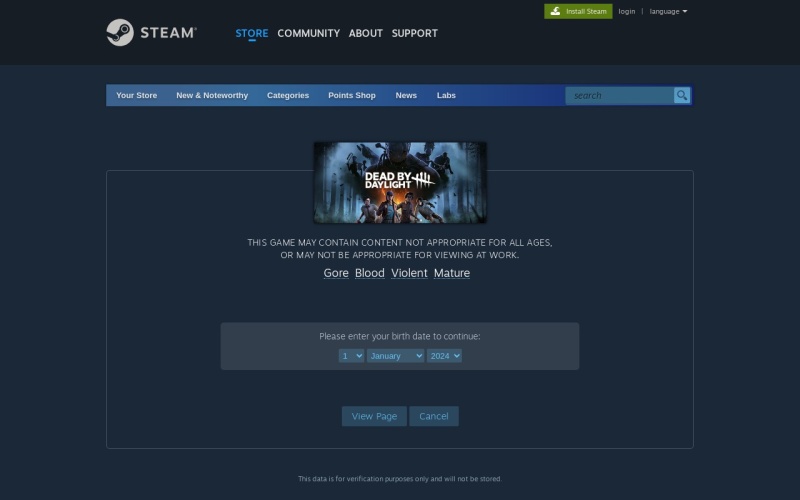 Install Steam login | language
STEAM®
STORE COMMUNITY ABOUT SUPPORT
Your Store New & Noteworthy Categories Points Shop News Labs search
DEAD BY
DAYLIGHT
THIS GAME MAY CONTAIN CONTENT NOT APPROPRIATE FOR ALL AGES,
OR MAY NOT BE APPROPRIATE FOR VIEWING AT WORK.
Gore Blood Violent Mature
Please enter your birth date to continue:
1 January 2024
View Page Cancel
This data is for verification purposes only and will not be stored.